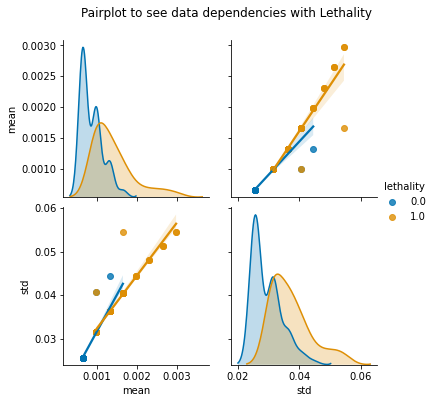 Pairplot to see data dependencies with Lethality
0.0030
0.0025
0.0020
0.0015
0.0010
mean
lethality
0.0
1.0
0.06
0.05
0.04
0.03
std
0.001 0.002 0.003
mean
0.02 0.04 0.06
std